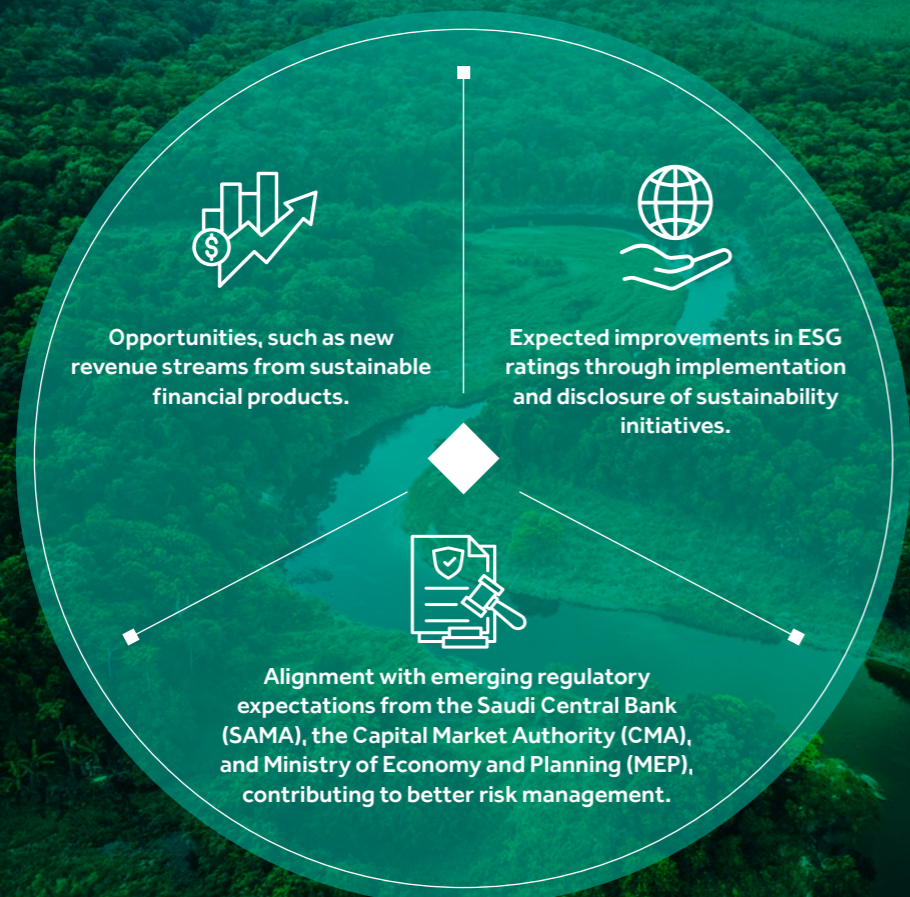 Opportunities, such as new
revenue streams from sustainable
financial products.
Expected improvements in ESG
ratings through implementation
and disclosure of sustainability
initiatives.
Alignment with emerging regulatory
expectations from the Saudi Central Bank
(SAMA), the Capital Market Authority (CMA),
and Ministry of Economy and Planning (MEP),
contributing to better risk management.